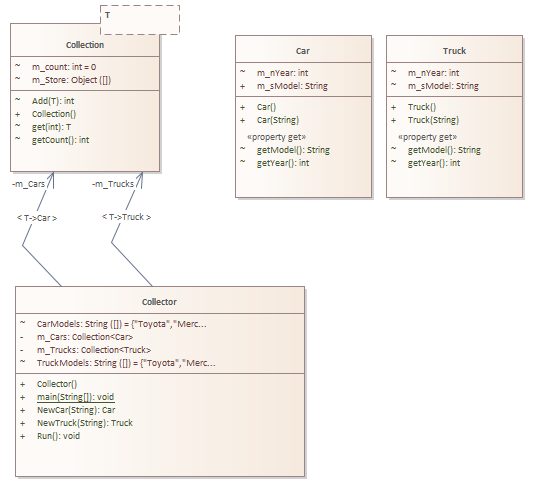 T
Collection
~ m_count: int = 0
~ m_Store: Object ([])
~ Add(T): int
+ Collection()
~ get(int): T
~ getCount(): int
Car
~ m_nYear: int
+ m_sModel: String
+ Car()
+ Car(String)
«property get»
~ getModel(): String
~ getYear(): int
Truck
~ m_nYear: int
+ m_sModel: String
+ Truck()
+ Truck(String)
«property get»
~ getModel(): String
~ getYear(): int
-m_Cars
-m_Trucks
< T->Car >
< T->Truck >
Collector
~ CarModels: String ([]) = {"Toyota","Merc...
- m_Cars: Collection<Car>
- m_Trucks: Collection<Truck>
~ TruckModels: String ([]) = {"Toyota","Merc...
+ Collector()
+ main(String[]): void
+ NewCar(String): Car
+ NewTruck(String): Truck
+ Run(): void